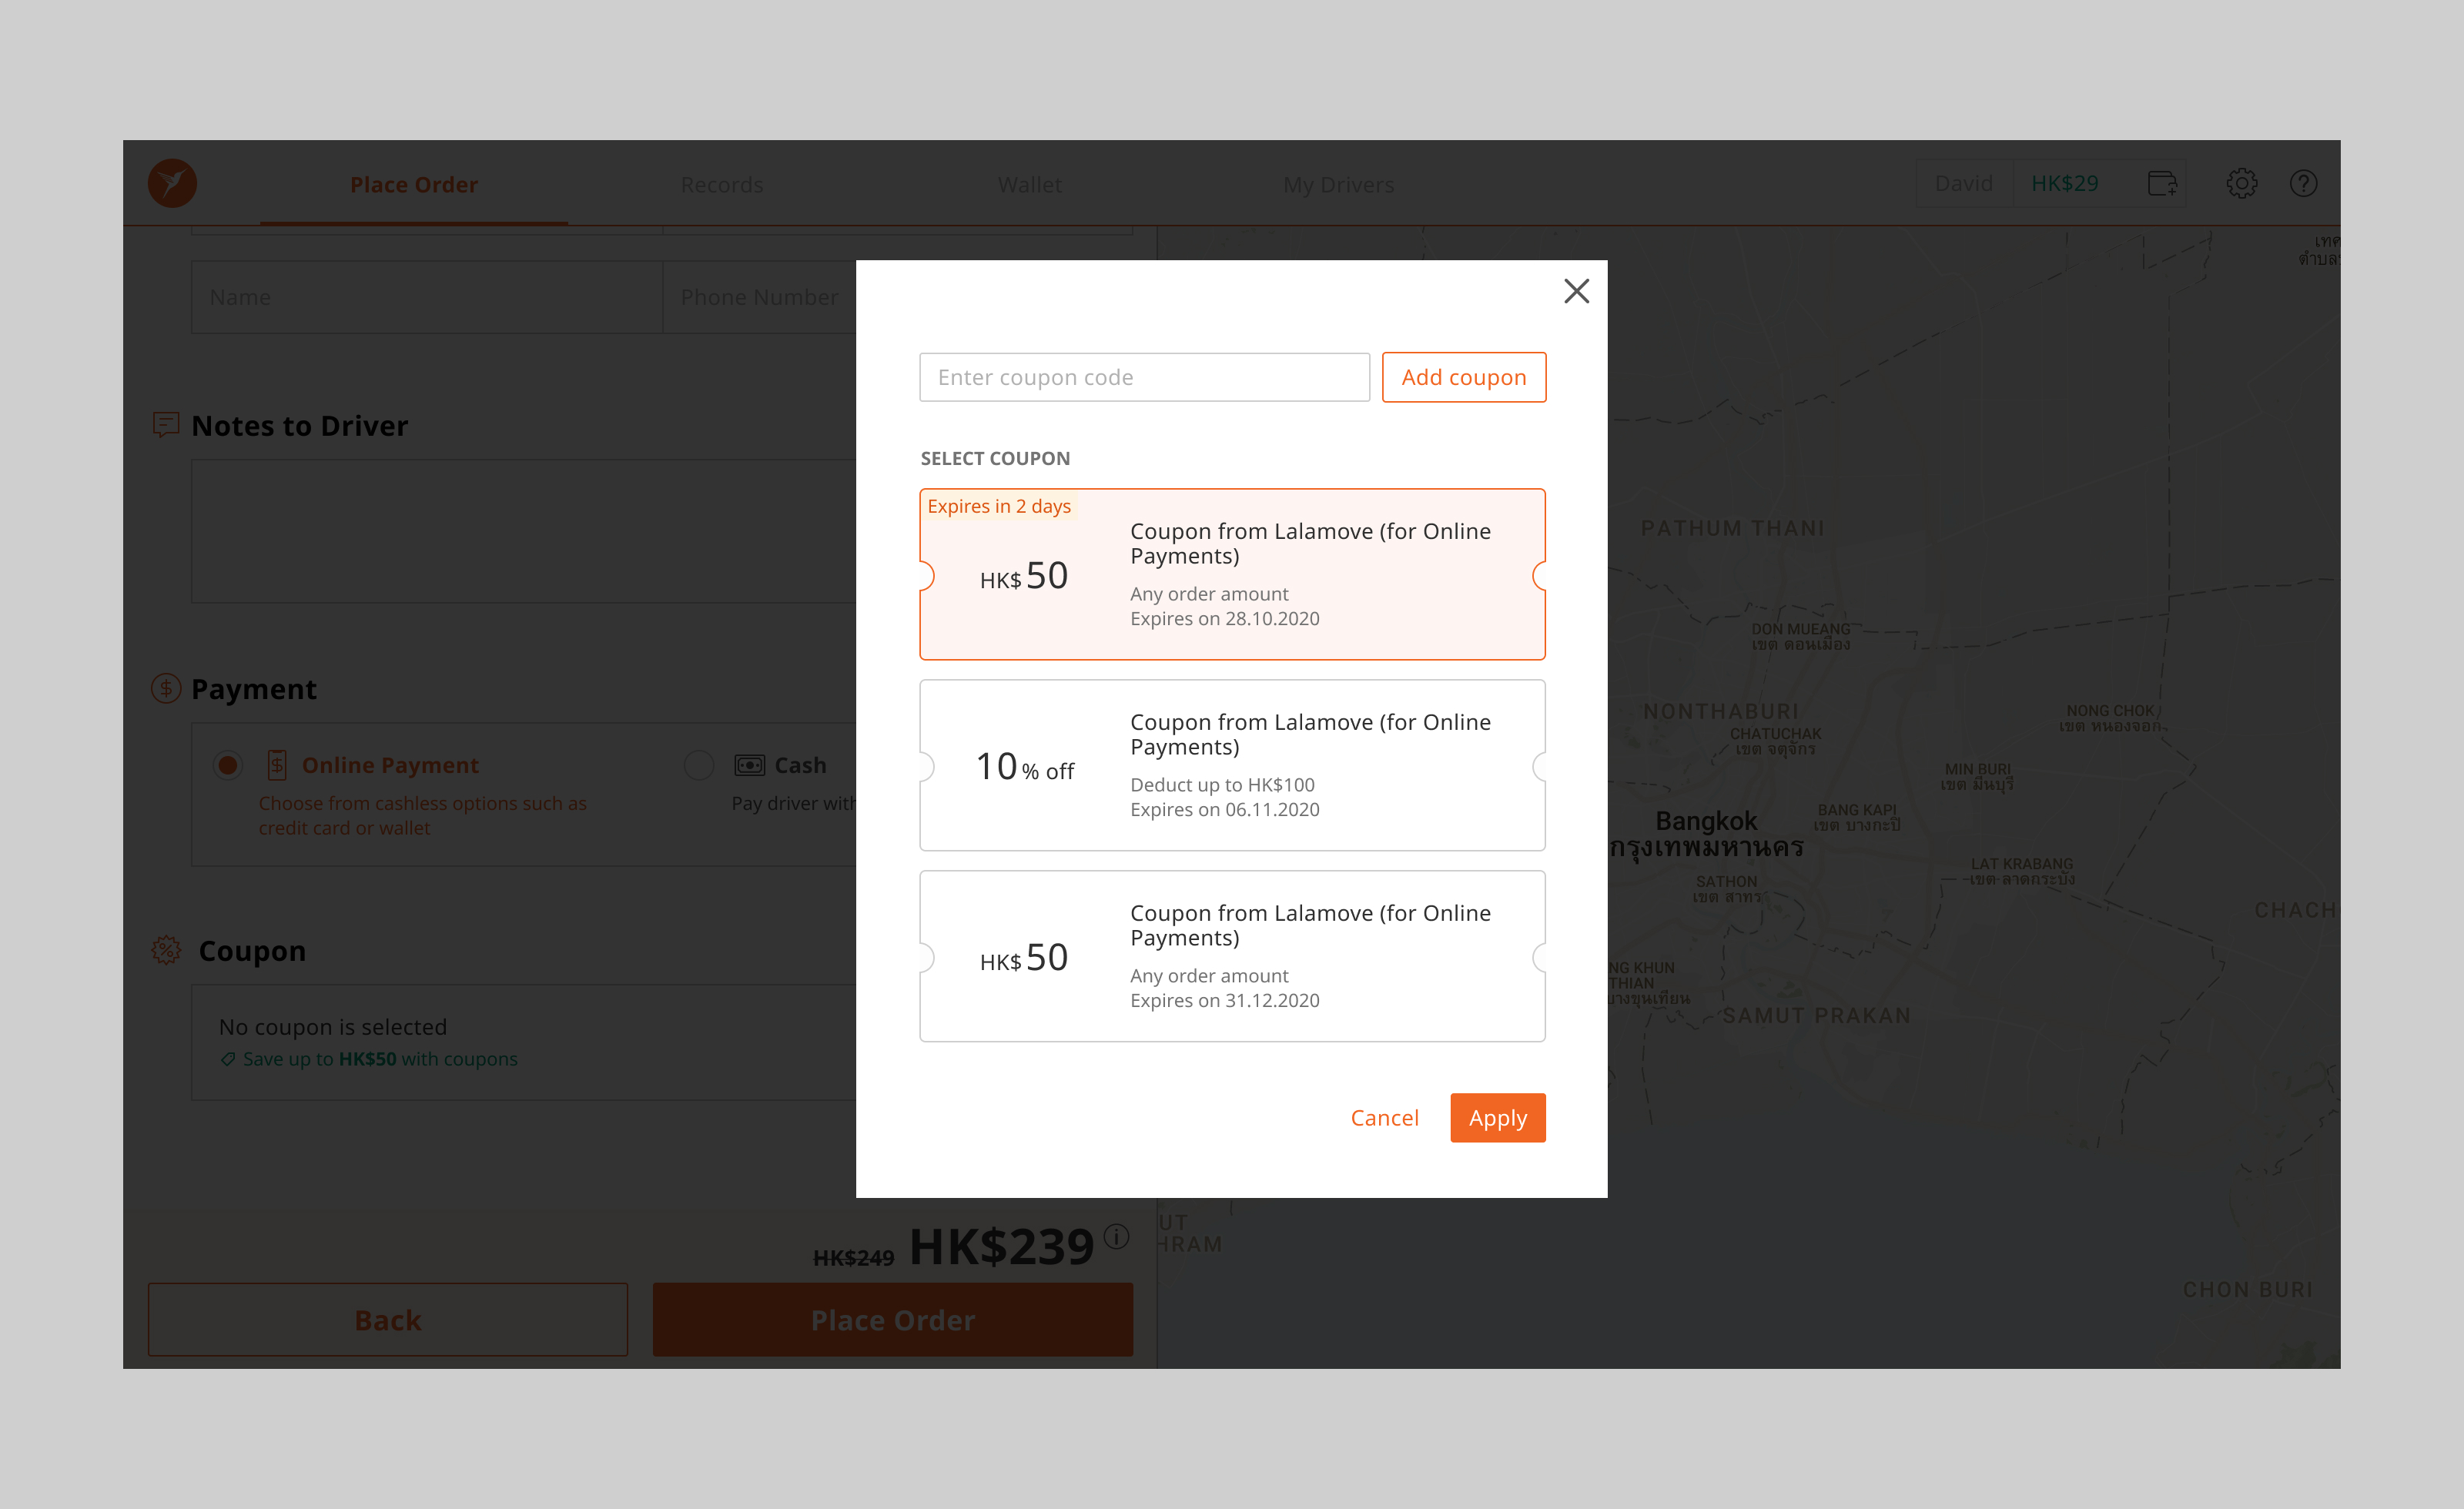 Place Order
Records
Wallet
My Drivers
David
HK$29
Name
Phone Number
Notes to Driver
Payment
Online Payment
Choose from cashless options such as
credit card or wallet
Cash
Pay driver with
Coupon
No coupon is selected
Save up to HK$50 with coupons
HK$249 HK$239
Back
Place Order
Enter coupon code
Add coupon
SELECT COUPON
Expires in 2 days
HK$ 50
Coupon from Lalamove (for Online
Payments)
Any order amount
Expires on 28.10.2020
10 % off
Coupon from Lalamove (for Online
Payments)
Deduct up to HK$100
Expires on 06.11.2020
HK$ 50
Coupon from Lalamove (for Online
Payments)
Any order amount
Expires on 31.12.2020
Cancel
Apply
PATHUM THANI
DON MUEANG
เขต ดอนเมือง
NONTHABURI
CHATUCHAK
เขต จตุจักร
NONG CHOK
เขต หนองจอก
MIN BURI
เขต มีนบุรี
BANG KAPI
เขต บางกะปิ
Bangkok
กรุงเทพมหานคร
LAT KRABANG
เขต ลาดกระบัง
SATHON
เขต สาทร
CHACH
NG KHUN
THIAN
บางขุนเทียน
SAMUT PRAKAN
UT
HRAM
CHON BURI